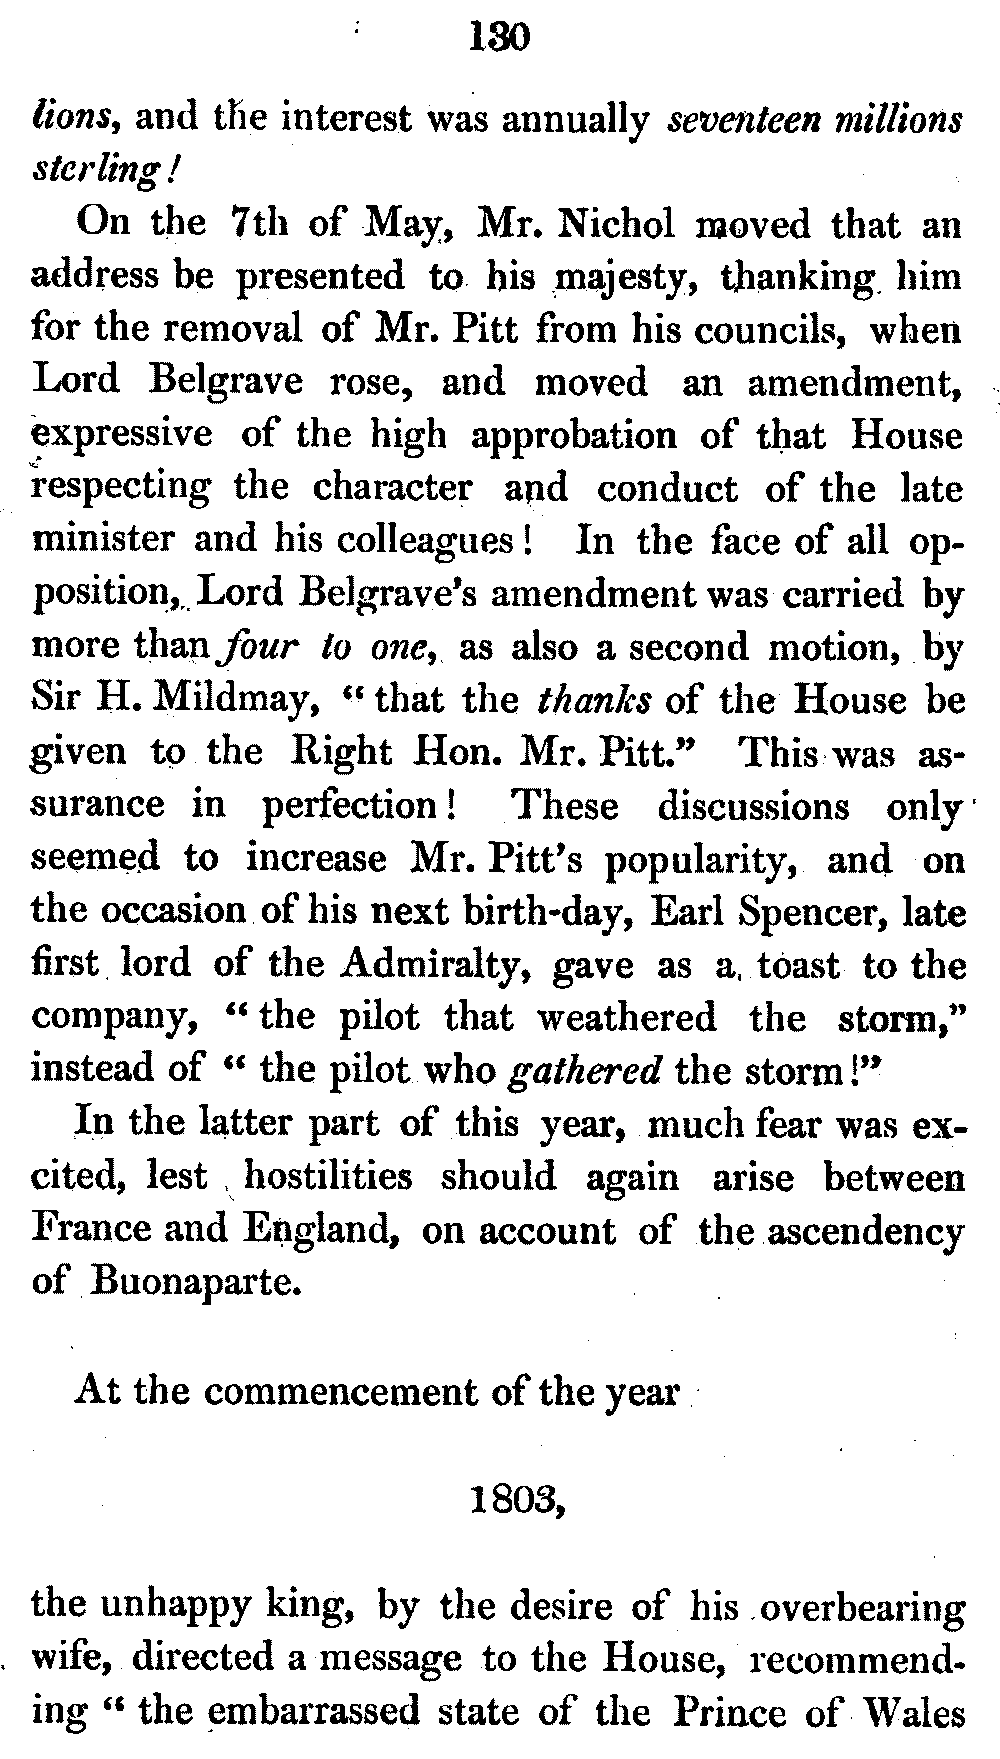 130
lions, and the interest was annually seventeen millions
sterling!
On the 7th of May, Mr. Nichol moved that an
address be presented to his majesty, thanking him
for the removal of Mr. Pitt from his councils, when
Lord Belgrave rose, and moved an amendment,
expressive of the high approbation of that House
respecting the character and conduct of the late
minister and his colleagues! In the face of all op-
position, Lord Belgrave's amendment was carried by
more than four to one, as also a second motion, by
Sir H. Mildmay, “that the thanks of the House be
given to the Right Hon. Mr. Pitt.” This was as-
surance in perfection! These discussions only
seemed to increase Mr. Pitt's popularity, and on
the occasion of his next birth-day, Earl Spencer, late
first lord of the Admiralty, gave as a toast to the
company, “the pilot that weathered the storm,”
instead of “the pilot who gathered the storm!”
In the latter part of this year, much fear was ex-
cited, lest hostilities should again arise between
France and England, on account of the ascendency
of Buonaparte.
At the commencement of the year
1803,
the unhappy king, by the desire of his overbearing
wife, directed a message to the House, recommend-
ing “the embarrassed state of the Prince of Wales